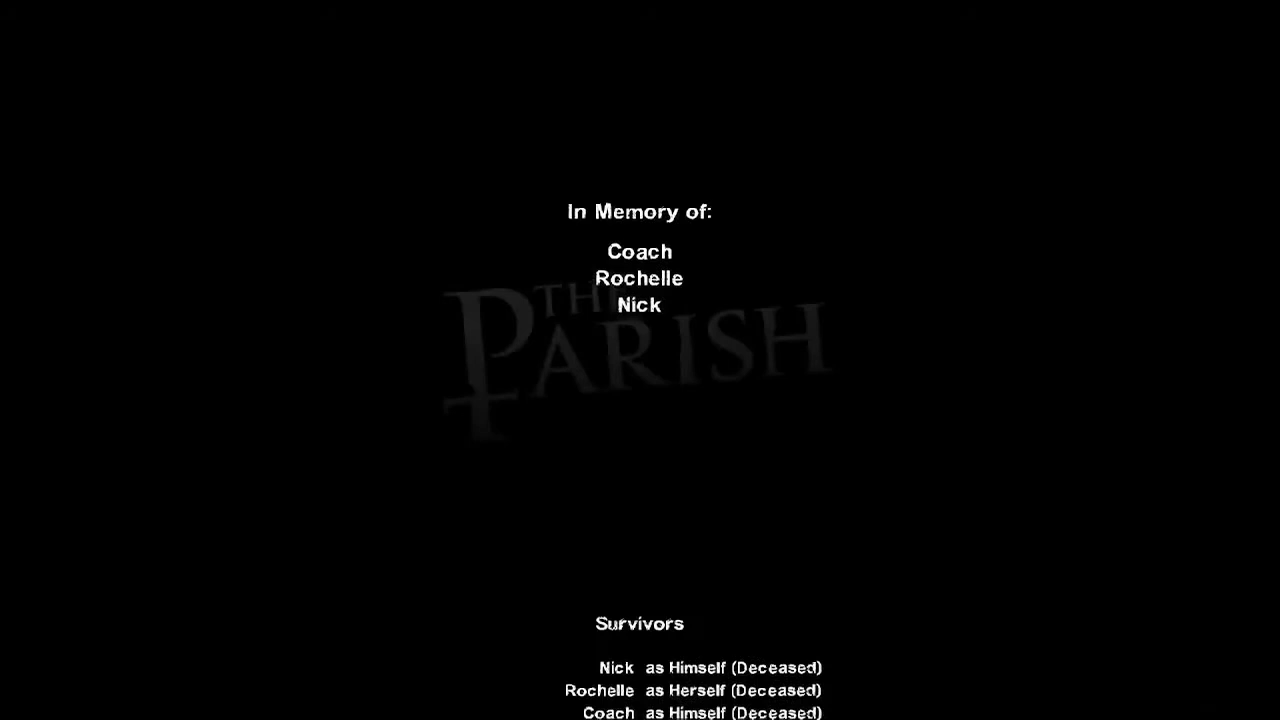 In Memory of:
Coach
Rochelle
Nick
THE
PARISH
Survivors
Nick as Himself (Deceased)
Rochelle as Herself (Deceased)
Coach as Himself (Deceased)